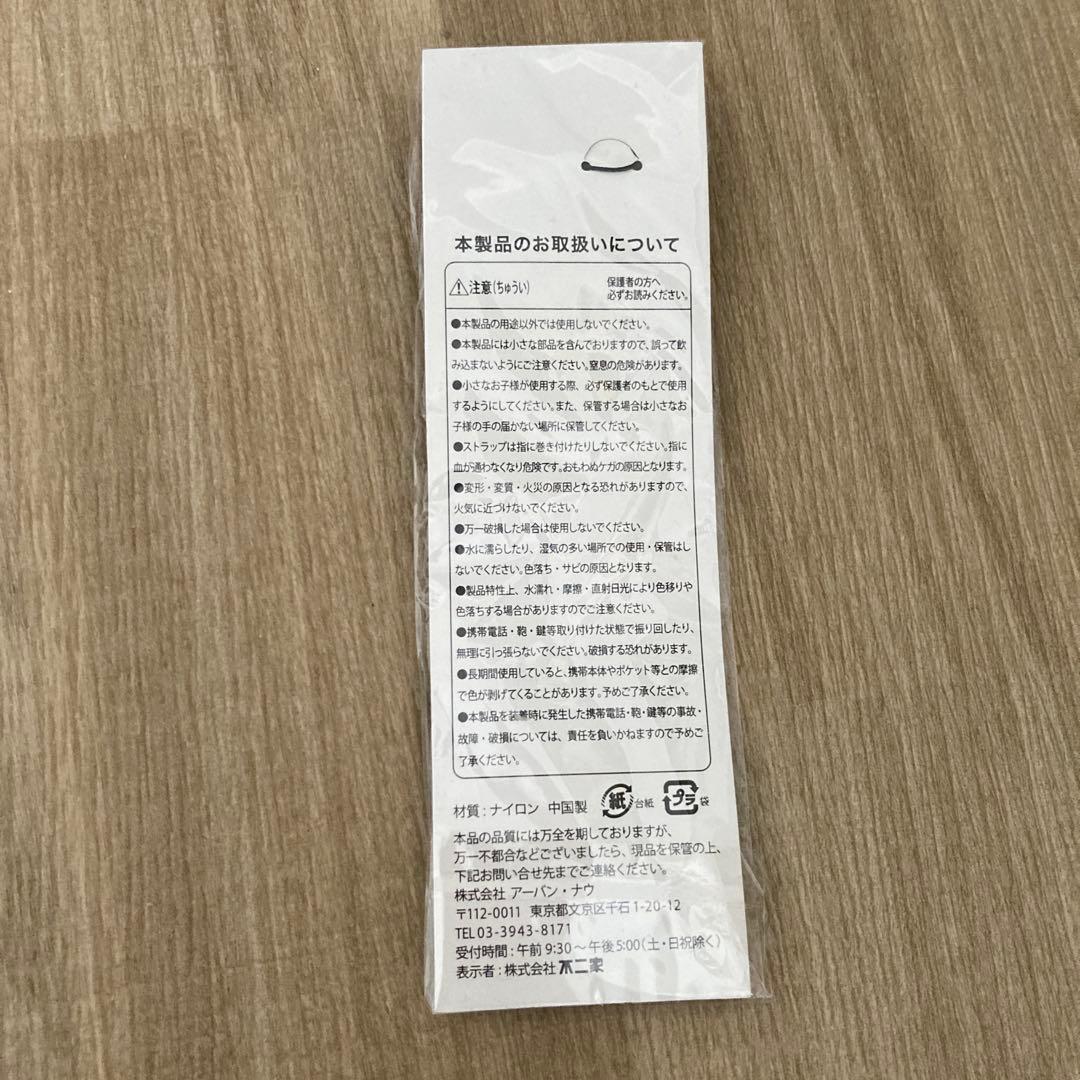 本製品のお取扱いについて
⚠注意(ちゅうい)
保護者の方へ
必ずお読みください。
●本製品の用途以外では使用しないでください。
●本製品には小さな部品を含んでおりますので、誤って飲
み込まないようにご注意ください。窒息の危険があります。
●小さなお子様が使用する際、必ず保護者のもとで使用
するようにしてください。また、保管する場合は小さなお
子様の手の届かない場所に保管してください。
●ストラップは指に巻き付けたりしないでください。指に
血が通わなくなり危険です。おもわぬケガの原因となります。
●変形・変質・火災の原因となる恐れがありますので、
火気に近づけないでください。
●万一破損した場合は使用しないでください。
●水に濡らしたり、湿気の多い場所での使用・保管はし
ないでください。色落ち・サビの原因となります。
●製品特性上、水濡れ・摩擦・直射日光により色移りや
色落ちする場合がありますのでご注意ください。
●携帯電話・鞄・鍵等取り付けた状態で振り回したり、
無理に引っ張らないでください。破損する恐れがあります。
●長期間使用していると、携帯本体やポケット等との摩擦
で色が剥げてくることがあります。予めご了承ください。
●本製品を装着時に発生した携帯電話・鞄・鍵等の事故・
故障・破損については、責任を負いかねますので予めご
了承ください。
材質:ナイロン 中国製 紙 台紙 プラ 袋
本品の品質には万全を期しておりますが、
万一不都合などございましたら、現品を保管の上、
下記お問い合せ先までご連絡ください。
株式会社 アーバン・ナウ
〒112-0011 東京都文京区千石1-20-12
TEL 03-3943-8171
受付時間:午前9:30〜午後5:00(土・日祝除く)
表示者:株式会社 不二家